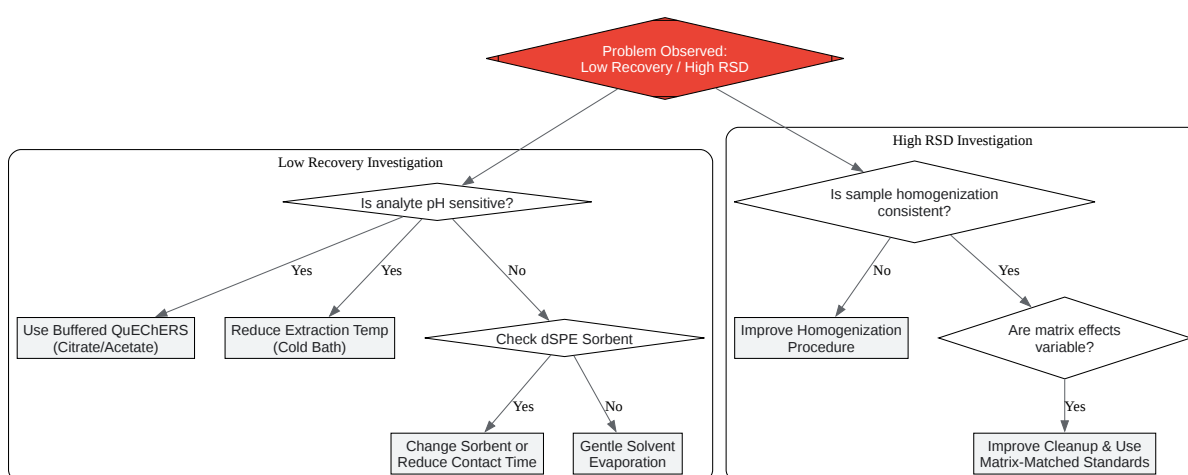 Problem Observed:
Low Recovery / High RSD
Low Recovery Investigation
High RSD Investigation
Is analyte pH sensitive?
Is sample homogenization
consistent?
Yes
Yes
No
No
Yes
Use Buffered QuEChERS
(Citrate/Acetate)
Reduce Extraction Temp
(Cold Bath)
Check dSPE Sorbent
Improve Homogenization
Procedure
Are matrix effects
variable?
Yes
No
Yes
Change Sorbent or
Reduce Contact Time
Gentle Solvent
Evaporation
Improve Cleanup & Use
Matrix-Matched Standards